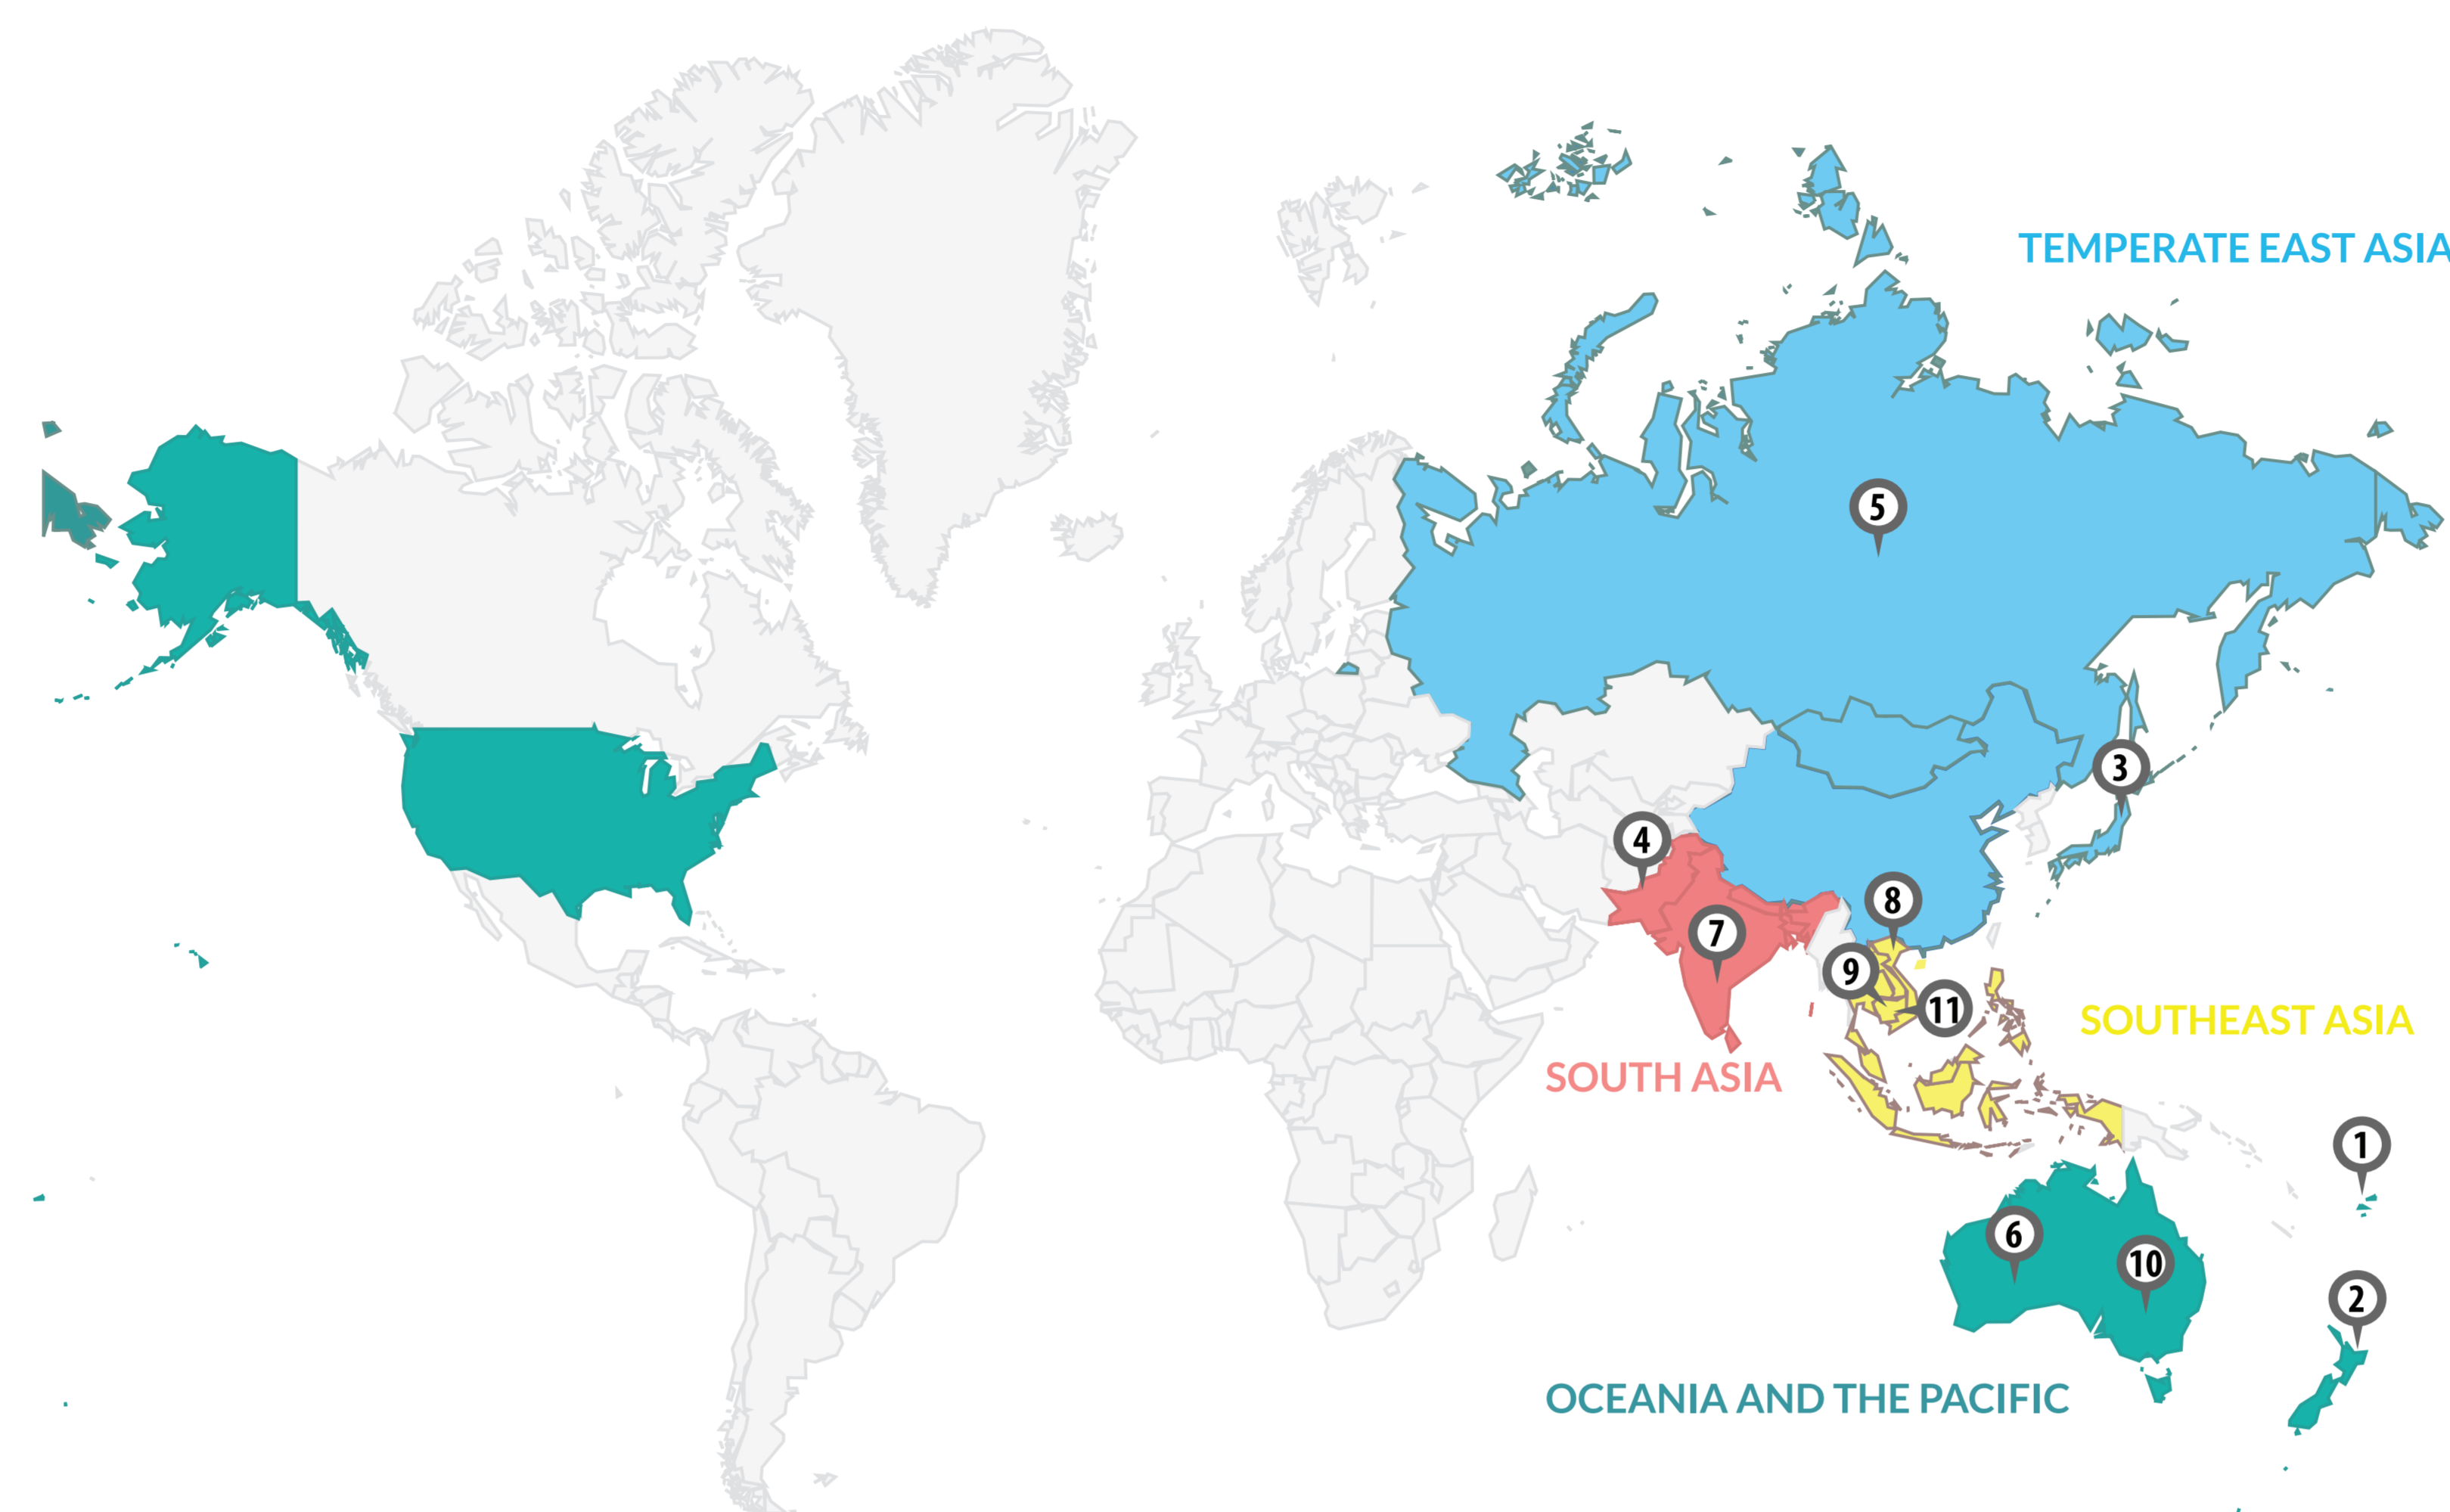 TEMPERATE EAST ASIA
5
3
4
8
7
9
11
SOUTHEAST ASIA
SOUTH ASIA
1
6
10
2
OCEANIA AND THE PACIFIC